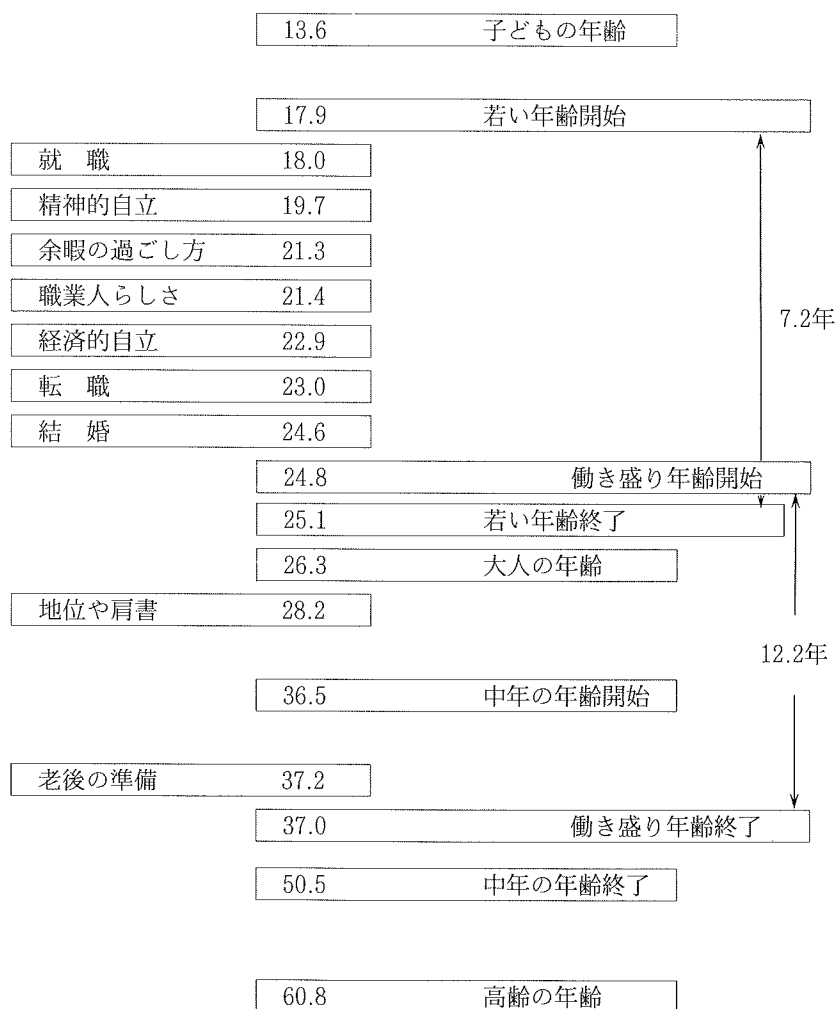 13.6 子どもの年齢
17.9 若い年齢開始
就 職 18.0
精神的自立 19.7
余暇の過ごし方 21.3
職業人らしさ 21.4
7.2年
経済的自立 22.9
転 職 23.0
結 婚 24.6
24.8 働き盛り年齢開始
25.1 若い年齢終了
26.3 大人の年齢
地位や肩書 28.2
12.2年
36.5 中年の年齢開始
老後の準備 37.2
37.0 働き盛り年齢終了
50.5 中年の年齢終了
60.8 高齢の年齢